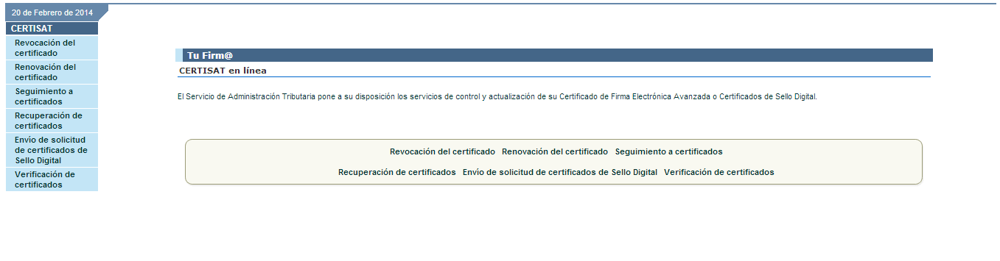 20 de Febrero de 2014
CERTISAT
Revocación del
certificado
Renovación del
certificado
Seguimiento a
certificados
Recuperación de
certificados
Envío de solicitud
de certificados de
Sello Digital
Verificación de
certificados
Tu Firm@
CERTISAT en línea
El Servicio de Administración Tributaria pone a su disposición los servicios de control y actualización de su Certificado de Firma Electrónica Avanzada o Certificados de Sello Digital.
Revocación del certificado Renovación del certificado Seguimiento a certificados
Recuperación de certificados Envío de solicitud de certificados de Sello Digital Verificación de certificados